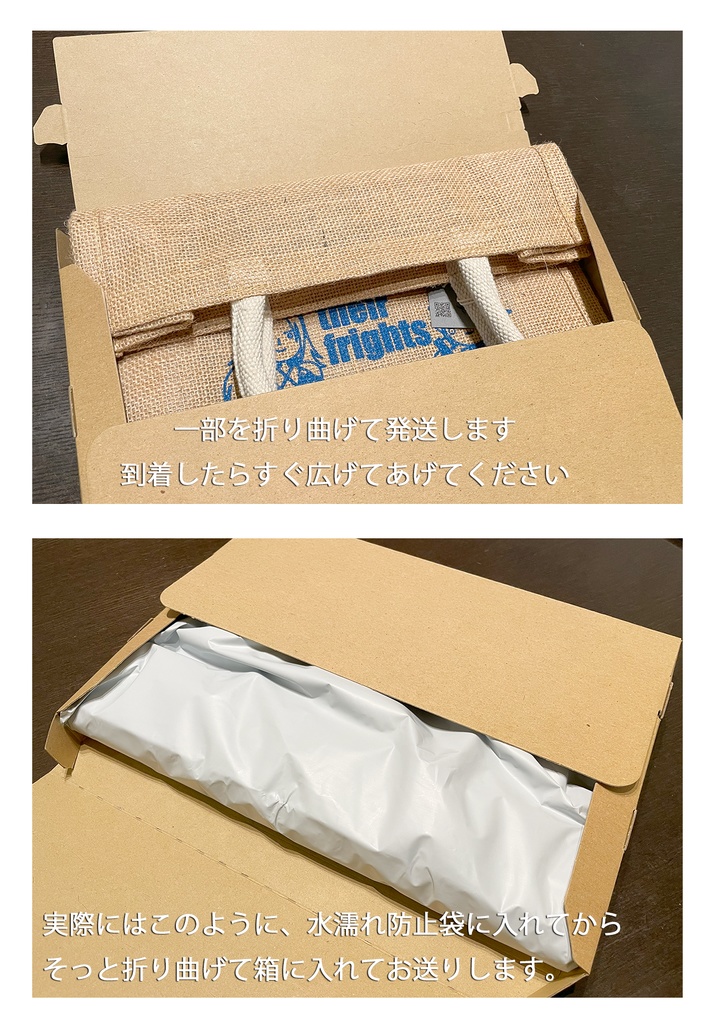 their
frights
一部を折り曲げて発送します
到着したらすぐ広げてあげてください
実際にはこのように、水濡れ防止袋に入れてから
そっと折り曲げて箱に入れてお送りします。